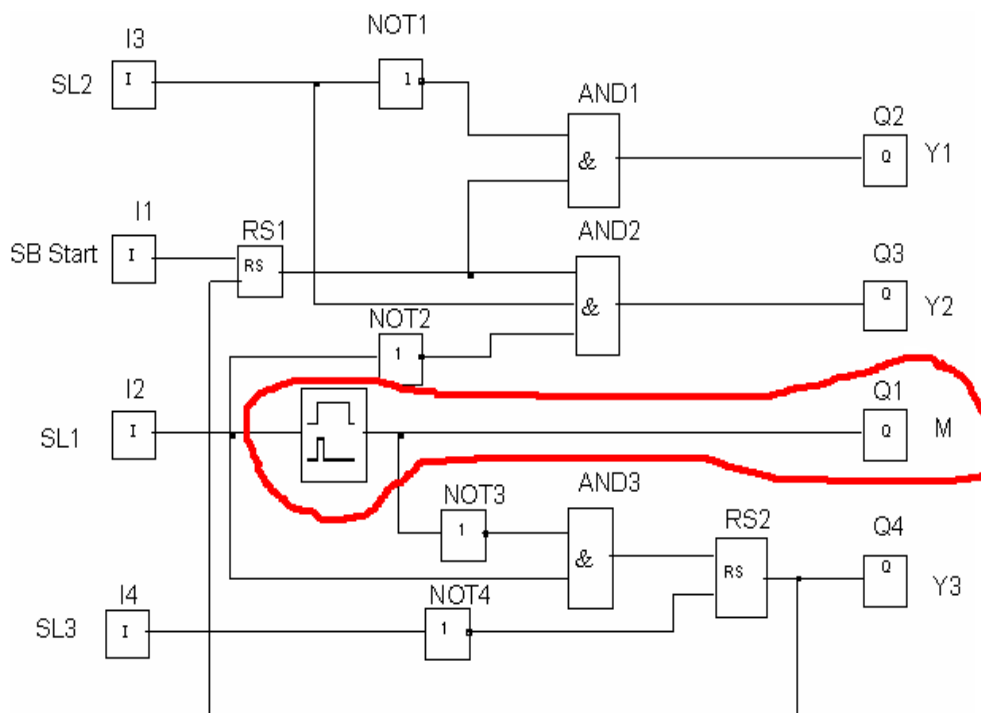 I3
NOT1
SL2
I
1
AND1
&
Q2
Q
Y1
I1
RS1
AND2
SB Start
I
RS
Q3
Q
&
Y2
NOT2
1
I2
Q1
I
Q
M
SL1
AND3
NOT3
1
RS2
Q4
&
Q
RS
Y3
I4
NOT4
SL3
I
1